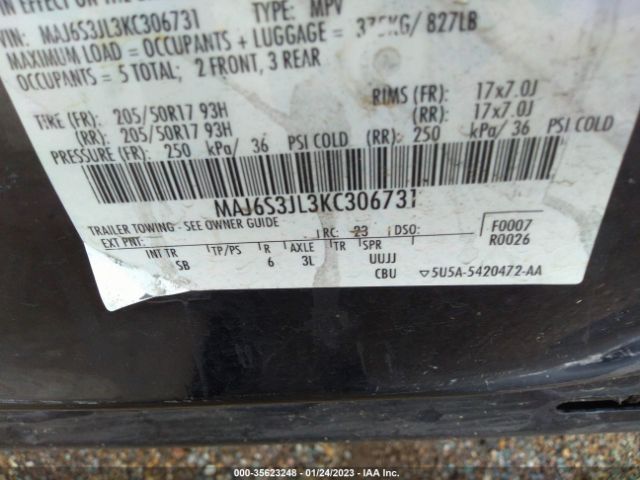 IN EFFECT ON THE
VIN: MAJ6S3JL3KC306731 TYPE: MPV
MAXIMUM LOAD = OCCUPANTS + LUGGAGE = 375KG/ 827LB
OCCUPANTS = 5 TOTAL; 2 FRONT, 3 REAR
TIRE (FR): 205/50R17 93H RIMS (FR): 17x7.0J
(RR): 205/50R17 93H (RR): 17x7.0J
PRESSURE (FR): 250 kPa/ 36 PSI COLD (RR): 250 kPa/ 36 PSI COLD
MAJ6S3JL3KC306731
TRAILER TOWING - SEE OWNER GUIDE
EXT PNT: RC: 23 DSO: F0007
INT TR TP/PS R AXLE TR SPR R0026
SB 6 3L UUJJ
CBU 5U5A-5420472-AA
000-35623248 - 01/24/2023 - IAA Inc.